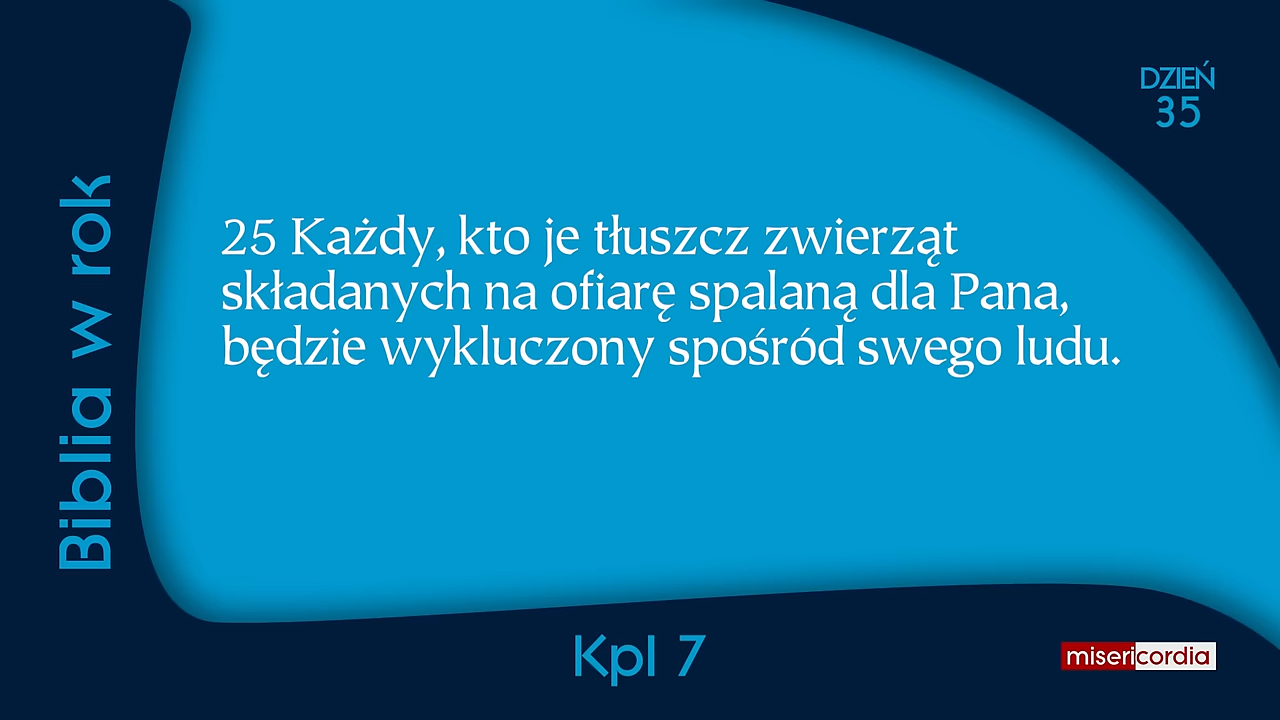 DZIEŃ
35
Biblia w rok
25 Każdy, kto je tłuszcz zwierząt
składanych na ofiarę spalaną dla Pana,
będzie wykluczony spośród swego ludu.
Kpl 7
misericordia